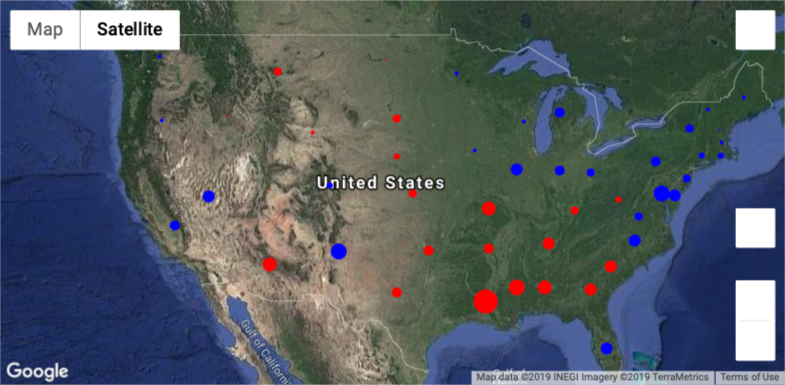 Map
Satellite
United States
Gulf of California
Google
Map data ©2019 INEGI Imagery ©2019 TerraMetrics
Terms of Use